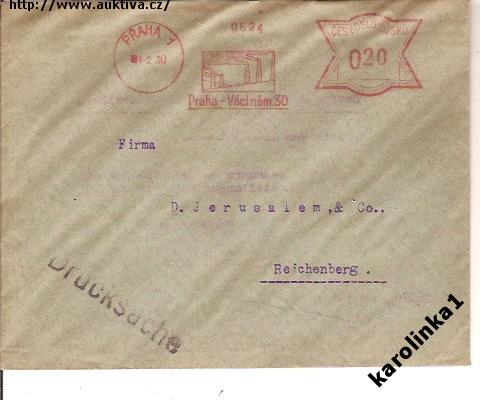 http://www.auktiva.cz/
PRAHA 1
1.2 30
0624
ČESKOSLOVENSKO
020
Praha - Václ.nám.30
Firma
D. Jerusalem, & Co.,
Reichenberg.
Drucksache
karolinka1